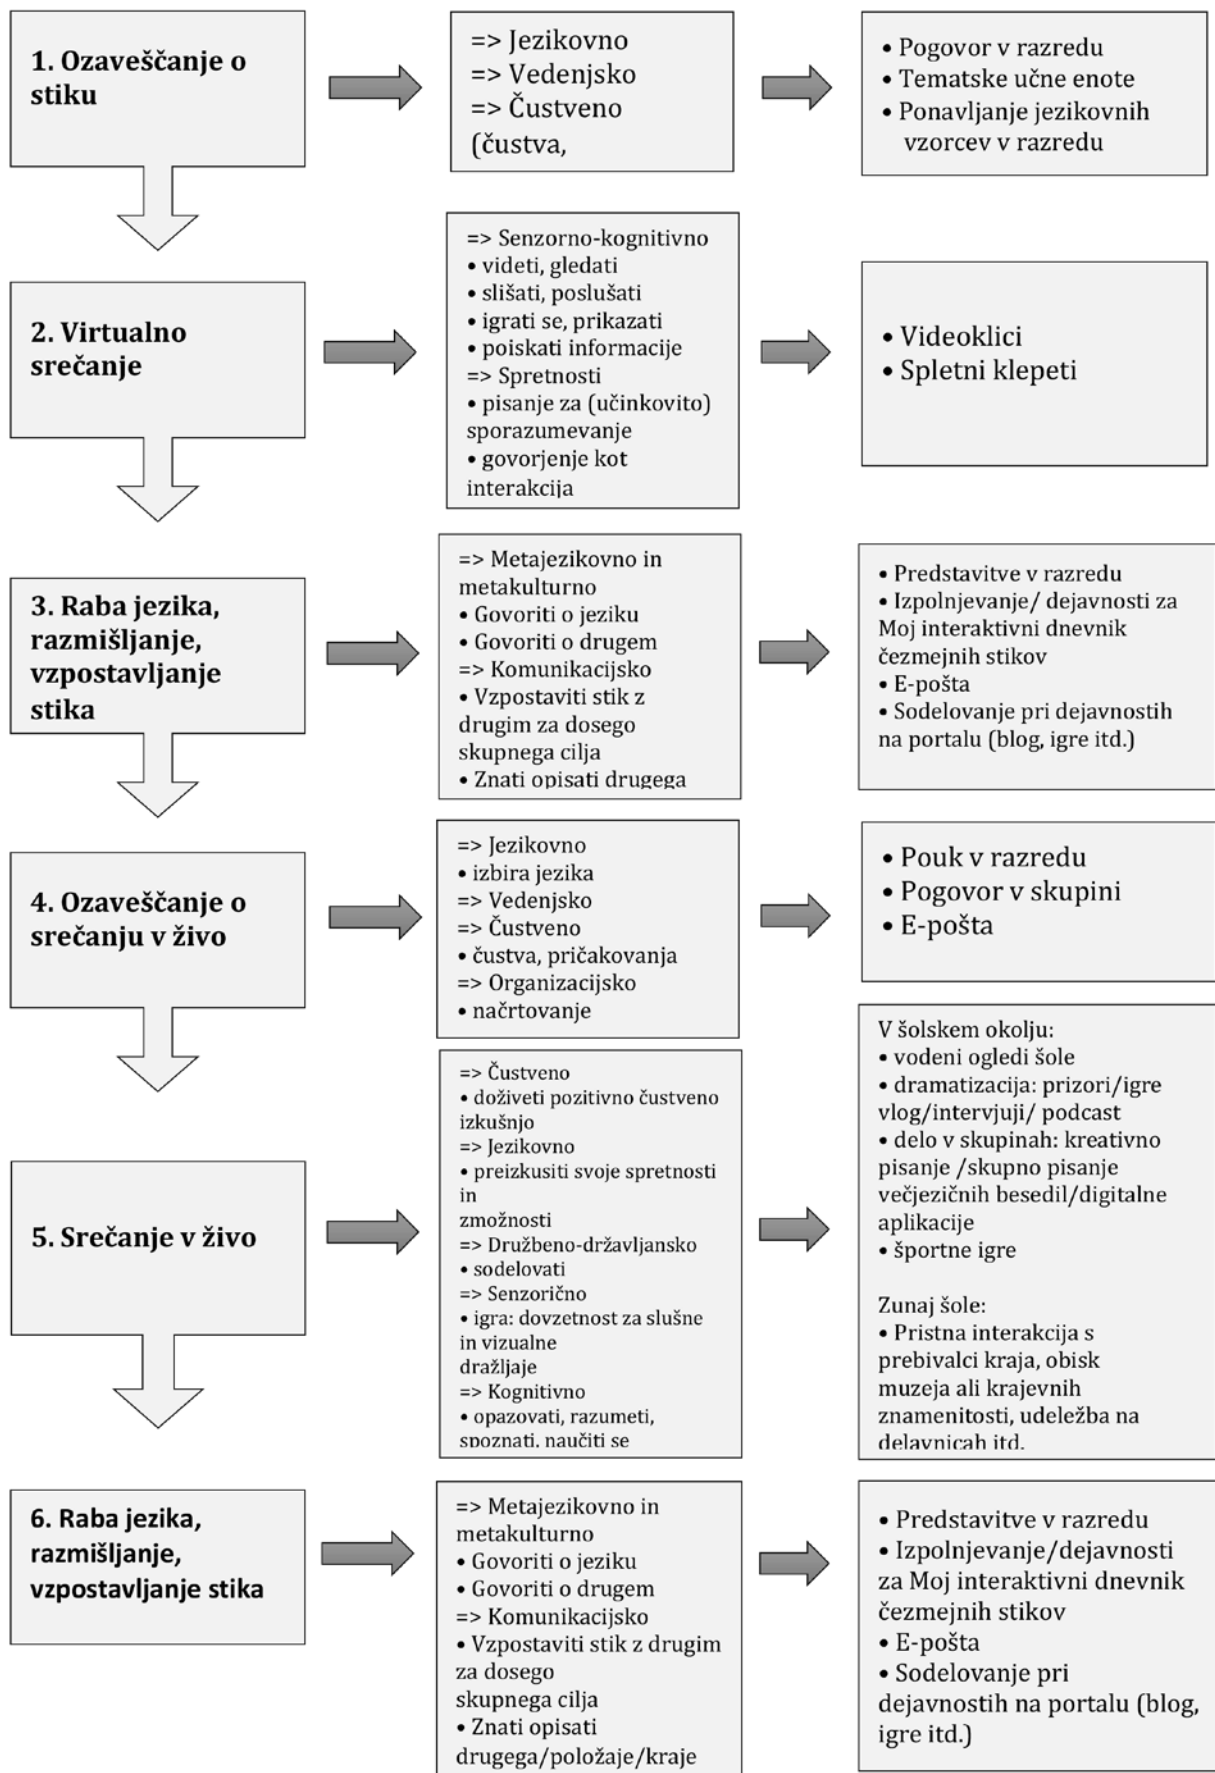 1. Ozaveščanje o
stiku
=> Jezikovno
=> Vedenjsko
=> Čustveno
(čustva,
• Pogovor v razredu
• Tematske učne enote
• Ponavljanje jezikovnih
vzorcev v razredu
2. Virtualno
srečanje
=> Senzorno-kognitivno
• videti, gledati
• slišati, poslušati
• igrati se, prikazati
• poiskati informacije
=> Spretnosti
• pisanje za (učinkovito)
sporazumevanje
• govorjenje kot
interakcija
• Videoklici
• Spletni klepeti
3. Raba jezika,
razmišljanje,
vzpostavljanje
stika
=> Metajezikovno in
metakulturno
• Govoriti o jeziku
• Govoriti o drugem
=> Komunikacijsko
• Vzpostaviti stik z
drugim za dosego
skupnega cilja
• Znati opisati drugega
• Predstavitve v razredu
• Izpolnjevanje/ dejavnosti za
Moj interaktivni dnevnik
čezmejnih stikov
• E-pošta
• Sodelovanje pri dejavnostih
na portalu (blog, igre itd.)
4. Ozaveščanje o
srečanju v živo
=> Jezikovno
• izbira jezika
=> Vedenjsko
=> Čustveno
• čustva, pričakovanja
=> Organizacijsko
• načrtovanje
• Pouk v razredu
• Pogovor v skupini
• E-pošta
5. Srečanje v živo
=> Čustveno
• doživeti pozitivno čustveno
izkušnjo
=> Jezikovno
• preizkusiti svoje spretnosti
in
zmožnosti
=> Družbeno-državljansko
• sodelovati
=> Senzorično
• igra: dovzetnost za slušne
in vizualne
dražljaje
=> Kognitivno
• opazovati, razumeti,
spoznati, naučiti se
V šolskem okolju:
• vodeni ogledi šole
• dramatizacija: prizori/igre
vlog/intervjuji/ podcast
• delo v skupinah: kreativno
pisanje /skupno pisanje
večjezičnih besedil/digitalne
aplikacije
• športne igre
Zunaj šole:
• Pristna interakcija s
prebivalci kraja, obisk
muzeja ali krajevnih
znamenitosti, udeležba na
delavnicah itd.
6. Raba jezika,
razmišljanje,
vzpostavljanje stika
=> Metajezikovno in
metakulturno
• Govoriti o jeziku
• Govoriti o drugem
=> Komunikacijsko
• Vzpostaviti stik z drugim
za dosego
skupnega cilja
• Znati opisati
drugega/položaje/kraje
• Predstavitve v razredu
• Izpolnjevanje/dejavnosti
za Moj interaktivni dnevnik
čezmejnih stikov
• E-pošta
• Sodelovanje pri
dejavnostih na portalu (blog,
igre itd.)